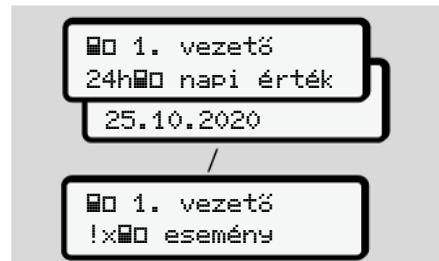 1. vezető
24h napi érték
25.10.2020
/
1. vezető
!x esemény